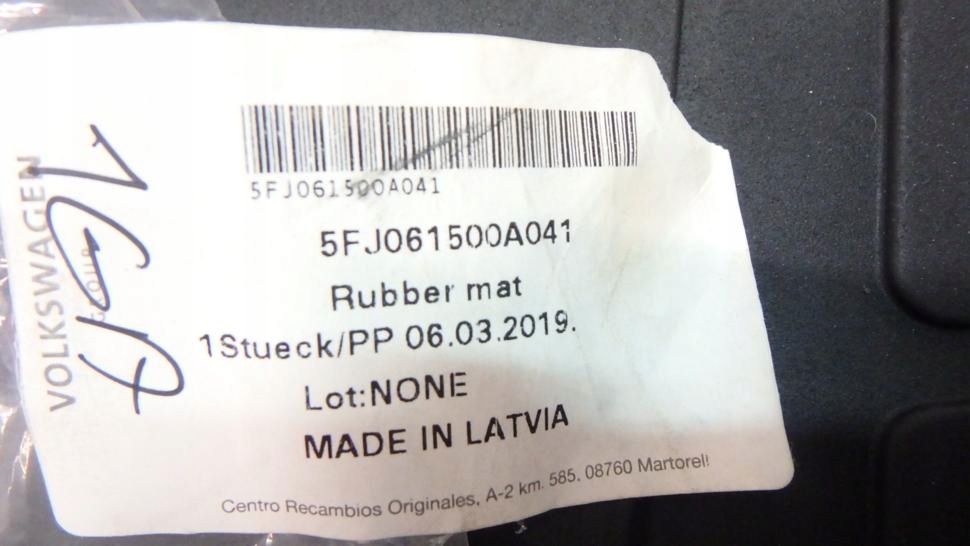 5FJ061500A041
5FJ061500A041
Rubber mat
1Stueck/PP 06.03.2019.
Lot:NONE
MADE IN LATVIA
Centro Recambios Originales, A-2 km. 585. 08760 Martorell
VOLKSWAGEN
GROUP